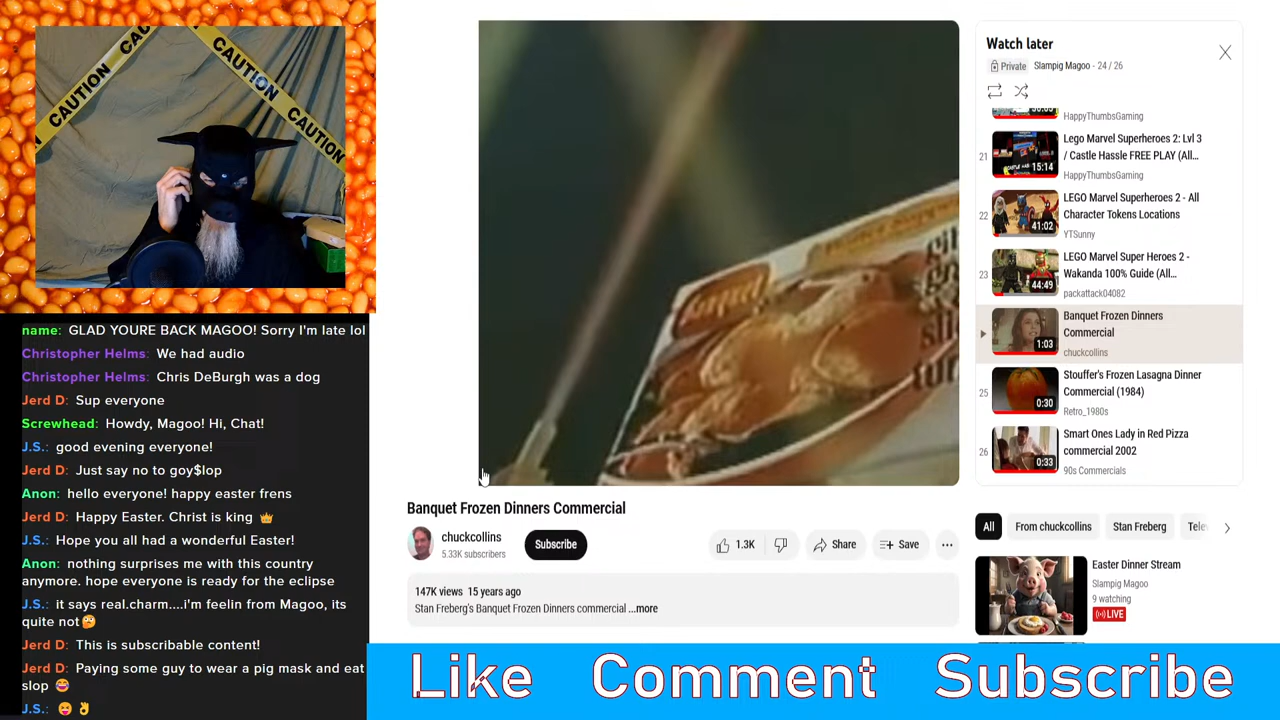 CAUTION
CAUTION
CAUTION
CAUTION
name: GLAD YOURE BACK MAGOO! Sorry I'm late lol
Christopher Helms: We had audio
Christopher Helms: Chris DeBurgh was a dog
Jerd D: Sup everyone
Screwhead: Howdy, Magoo! Hi, Chat!
J.S.: good evening everyone!
Jerd D: Just say no to goy$lop
Anon: hello everyone! happy easter frens
Jerd D: Happy Easter. Christ is king 👑
J.S.: Hope you all had a wonderful Easter!
Anon: nothing surprises me with this country
anymore. hope everyone is ready for the eclipse
J.S.: it says real.charm....i'm feelin from Magoo, its
quite not🤔
Jerd D: This is subscribable content!
Jerd D: Paying some guy to wear a pig mask and eat
slop 😂
J.S.: 😜 👌
Banquet Frozen Dinners Commercial
chuckcollins
5.33K subscribers
Subscribe
1.3K
Share
Save
147K views 15 years ago
Stan Freberg's Banquet Frozen Dinners commercial ...more
Watch later
Private Slampig Magoo - 24 / 26
HappyThumbsGaming
21
15:14
Lego Marvel Superheroes 2: Lvl 3
/ Castle Hassle FREE PLAY (All...
HappyThumbsGaming
22
41:02
LEGO Marvel Superheroes 2 - All
Character Tokens Locations
YTSunny
23
44:49
LEGO Marvel Super Heroes 2 -
Wakanda 100% Guide (All...
packattack04082
1:03
Banquet Frozen Dinners
Commercial
chuckcollins
25
0:30
Stouffer's Frozen Lasagna Dinner
Commercial (1984)
Retro_1980s
26
0:33
Smart Ones Lady in Red Pizza
commercial 2002
90s Commercials
All
From chuckcollins
Stan Freberg
Easter Dinner Stream
Slampig Magoo
9 watching
LIVE
Like Comment Subscribe